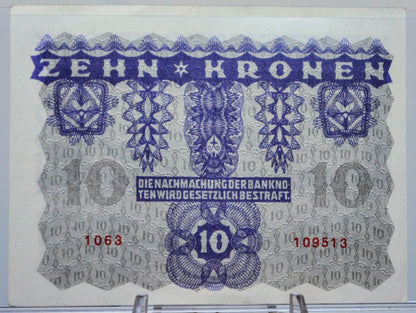 ZEHN ★ KRONEN
10 10
DIE NACHMACHUNG DER BANKNO-
TEN WIRD GESETZLICH BESTRAFT.
1063 10 109513